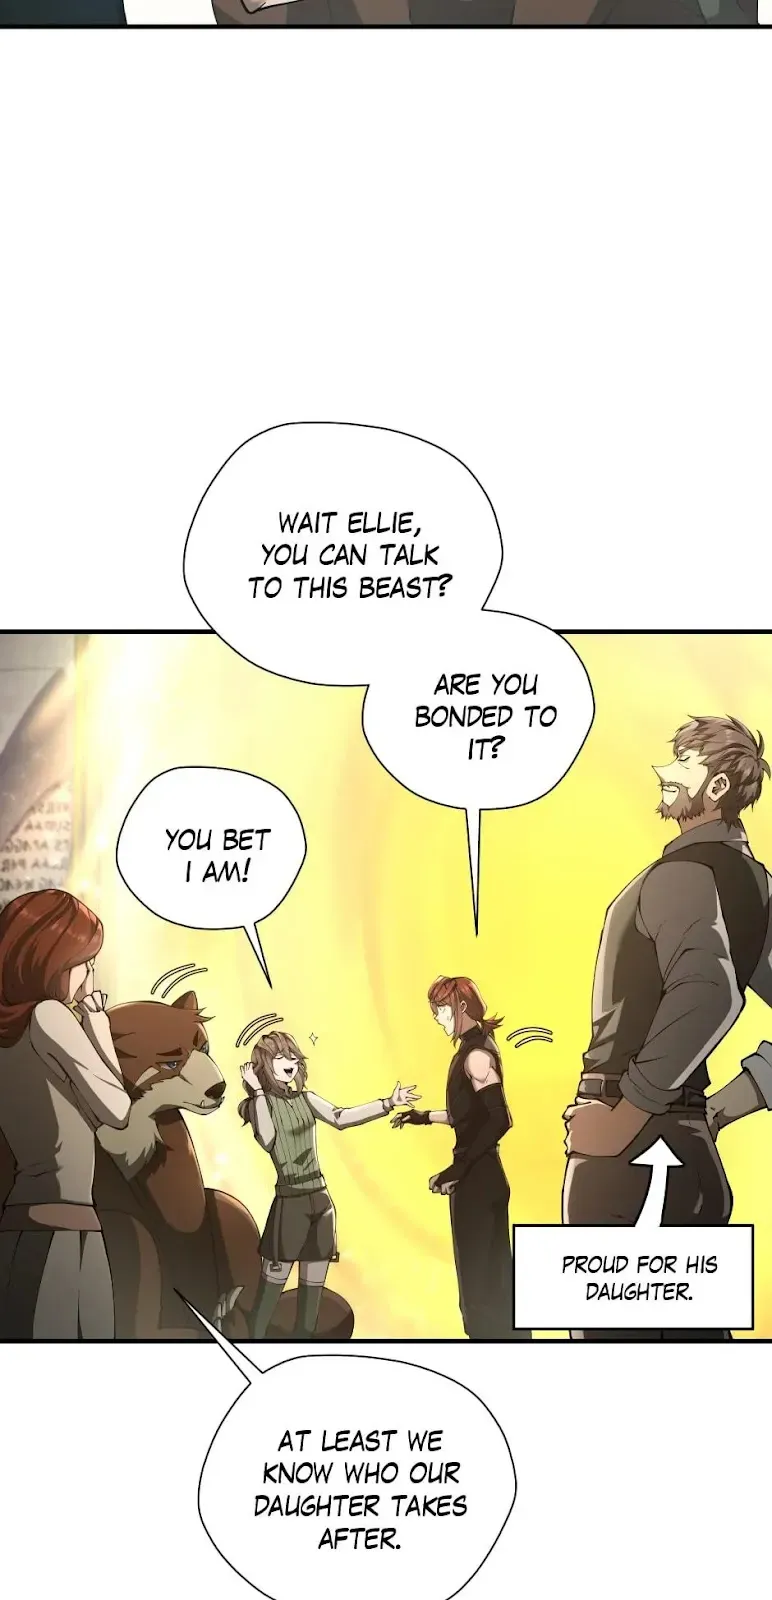 WAIT ELLIE,
YOU CAN TALK
TO THIS BEAST?
ARE YOU
BONDED TO
IT?
YOU BET
I AM!
PROUD FOR HIS
DAUGHTER.
AT LEAST WE
KNOW WHO OUR
DAUGHTER TAKES
AFTER.